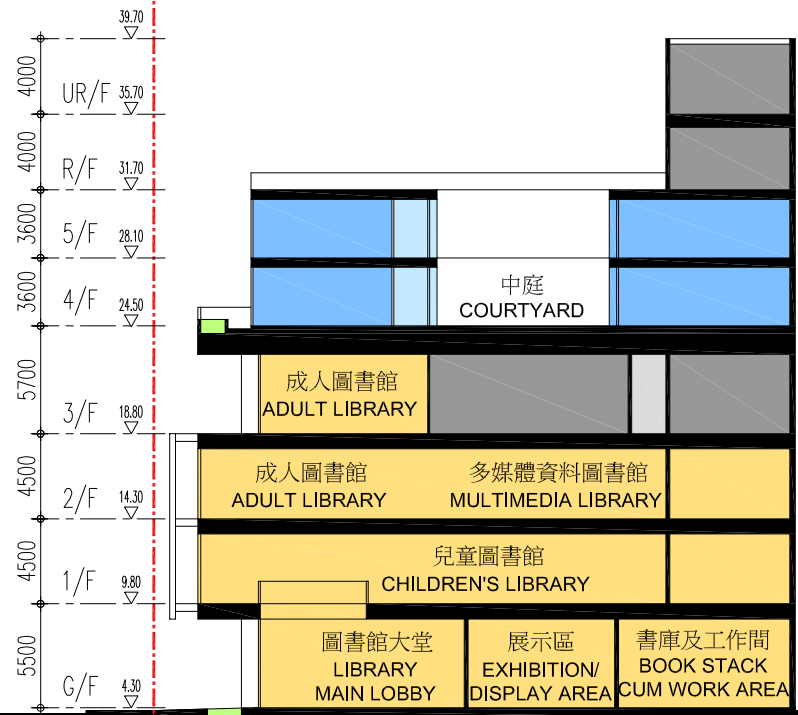 39.70
4000
UR/F 35.70
4000
R/F 31.70
3600
5/F 28.10
3600
中庭
COURTYARD
4/F 24.50
5700
成人圖書館
ADULT LIBRARY
3/F 18.80
4500
成人圖書館
ADULT LIBRARY
多媒體資料圖書館
MULTIMEDIA LIBRARY
2/F 14.30
4500
兒童圖書館
CHILDREN'S LIBRARY
1/F 9.80
5500
圖書館大堂
LIBRARY
MAIN LOBBY
展示區
EXHIBITION/
DISPLAY AREA
書庫及工作間
BOOK STACK
CUM WORK AREA
G/F 4.30